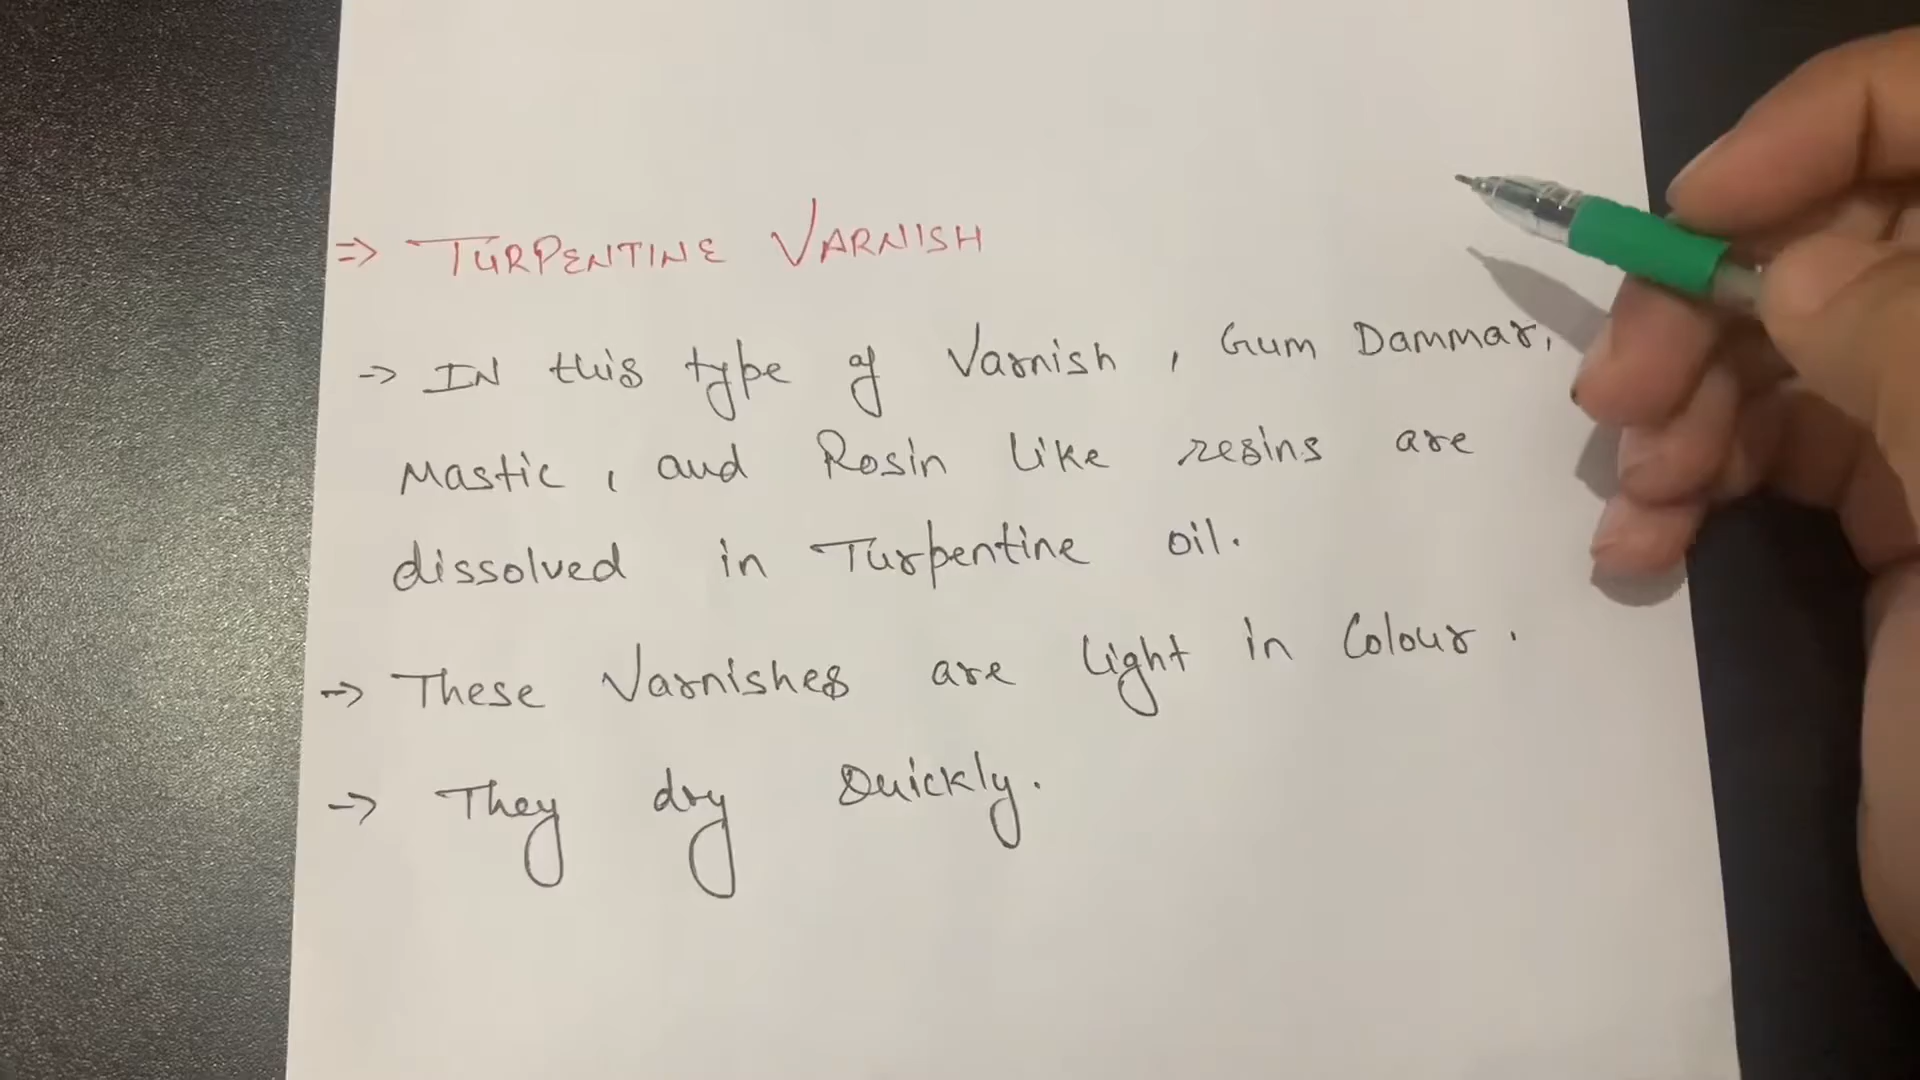 => TURPENTINE VARNISH
-> IN this type of Varnish, Gum Dammar,
Mastic, and Rosin like resins are
dissolved in Turpentine oil.
-> These Varnishes are light in Colour.
-> They dry Quickly.